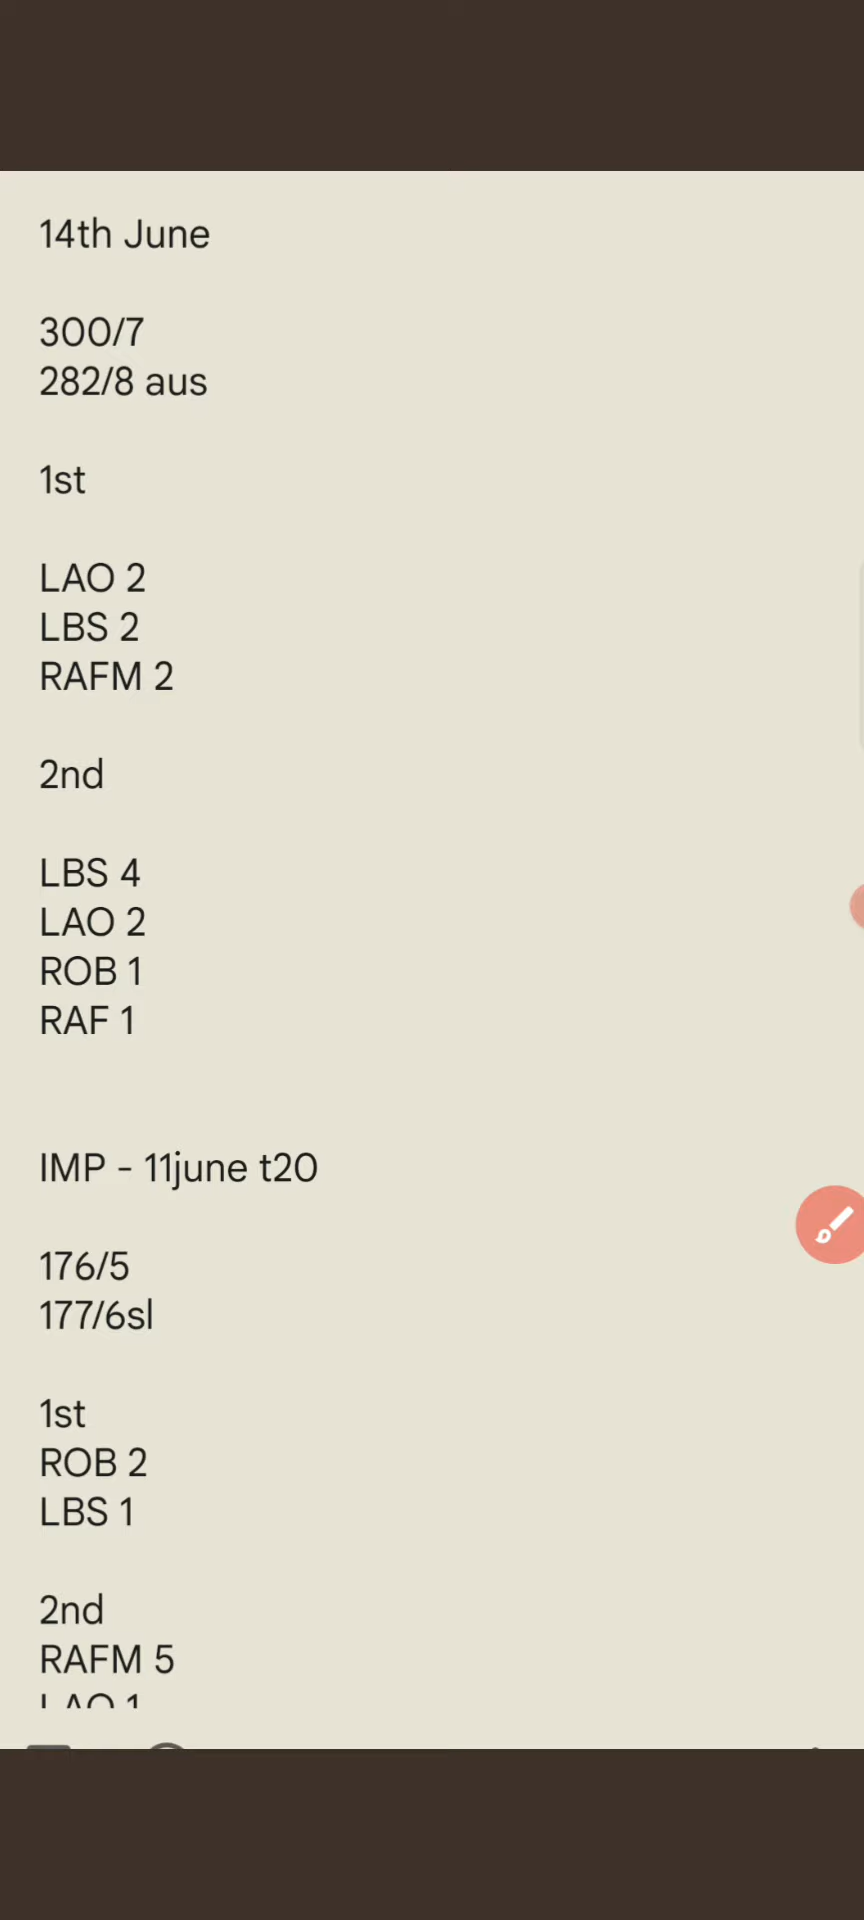 14th June
300/7
282/8 aus
1st
LAO 2
LBS 2
RAFM 2
2nd
LBS 4
LAO 2
ROB 1
RAF 1
IMP - 11june t20
176/5
177/6sl
1st
ROB 2
LBS 1
2nd
RAFM 5
LAO 1